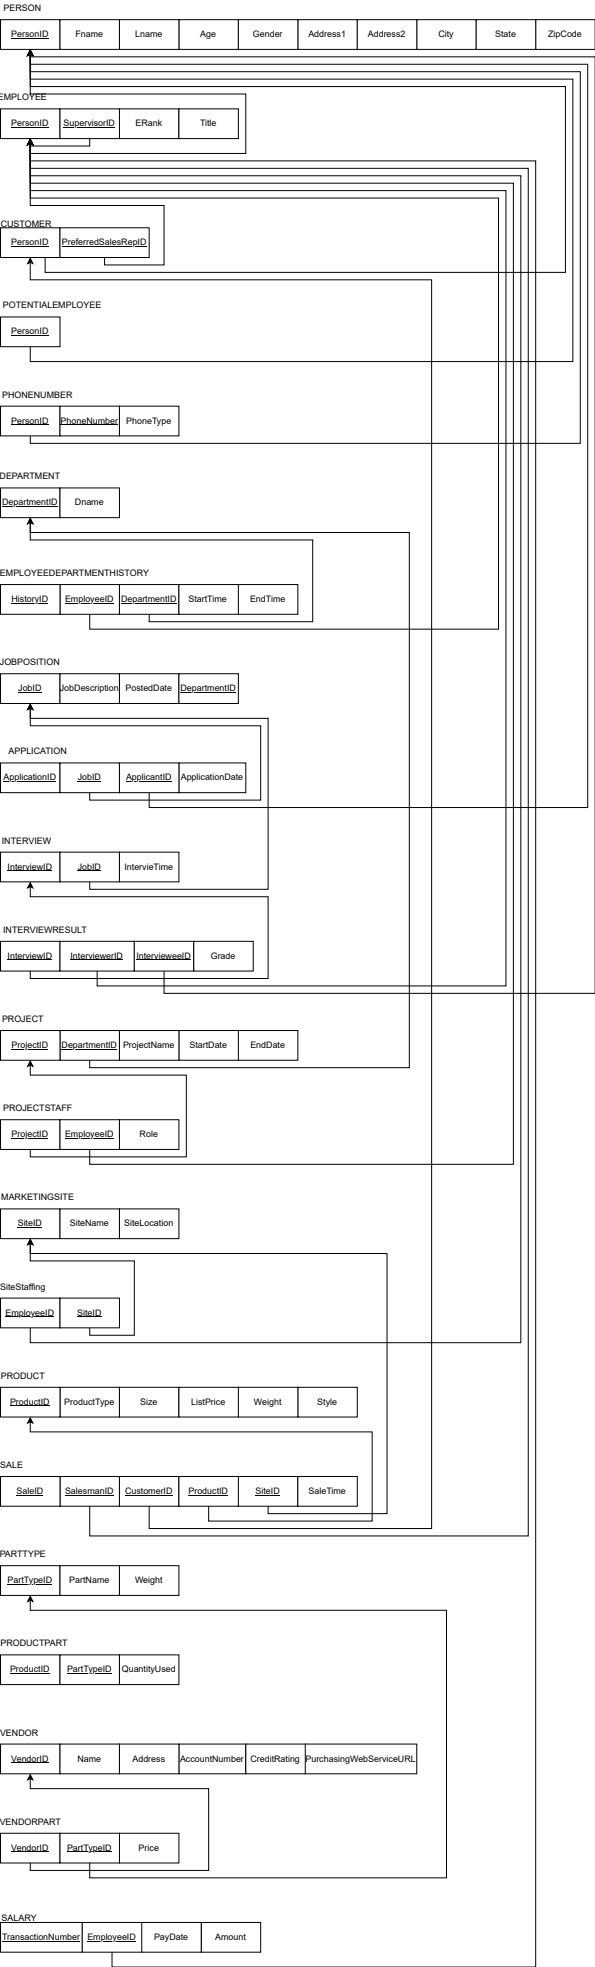 PERSON
PersonID Fname Lname Age Gender Address1 Address2 City State ZipCode
EMPLOYEE
PersonID SupervisorID ERank Title
CUSTOMER
PersonID PreferredSalesRepID
POTENTIALEMPLOYEE
PersonID
PHONENUMBER
PersonID PhoneNumber PhoneType
DEPARTMENT
DepartmentID Dname
EMPLOYEEDEPARTMENTHISTORY
HistoryID EmployeeID DepartmentID StartTime EndTime
JOBPOSITION
JobID JobDescription PostedDate DepartmentID
APPLICATION
ApplicationID JobID ApplicantID ApplicationDate
INTERVIEW
InterviewID JobID IntervieTime
INTERVIEWRESULT
InterviewID InterviewerID IntervieweeID Grade
PROJECT
ProjectID DepartmentID ProjectName StartDate EndDate
PROJECTSTAFF
ProjectID EmployeeID Role
MARKETINGSITE
SiteID SiteName SiteLocation
SiteStaffing
EmployeeID SiteID
PRODUCT
ProductID ProductType Size ListPrice Weight Style
SALE
SaleID SalesmanID CustomerID ProductID SiteID SaleTime
PARTTYPE
PartTypeID PartName Weight
PRODUCTPART
ProductID PartTypeID QuantityUsed
VENDOR
VendorID Name Address AccountNumber CreditRating PurchasingWebServiceURL
VENDORPART
VendorID PartTypeID Price
SALARY
TransactionNumber EmployeeID PayDate Amount